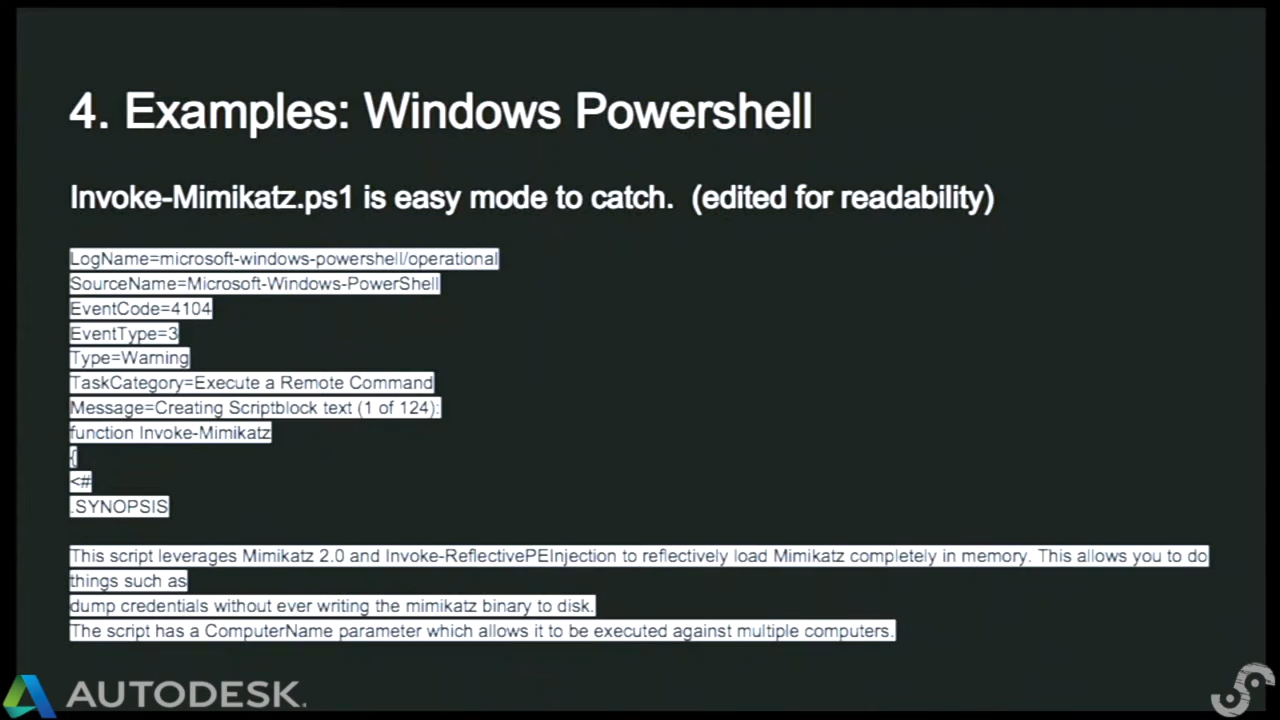 4. Examples: Windows Powershell
Invoke-Mimikatz.ps1 is easy mode to catch.  (edited for readability)
LogName=microsoft-windows-powershell/operational
SourceName=Microsoft-Windows-PowerShell
EventCode=4104
EventType=3
Type=Warning
TaskCategory=Execute a Remote Command
Message=Creating Scriptblock text (1 of 124):
function Invoke-Mimikatz
{
<#
.SYNOPSIS
This script leverages Mimikatz 2.0 and Invoke-ReflectivePEInjection to reflectively load Mimikatz completely in memory. This allows you to do
things such as
dump credentials without ever writing the mimikatz binary to disk.
The script has a ComputerName parameter which allows it to be executed against multiple computers.
AUTODESK.